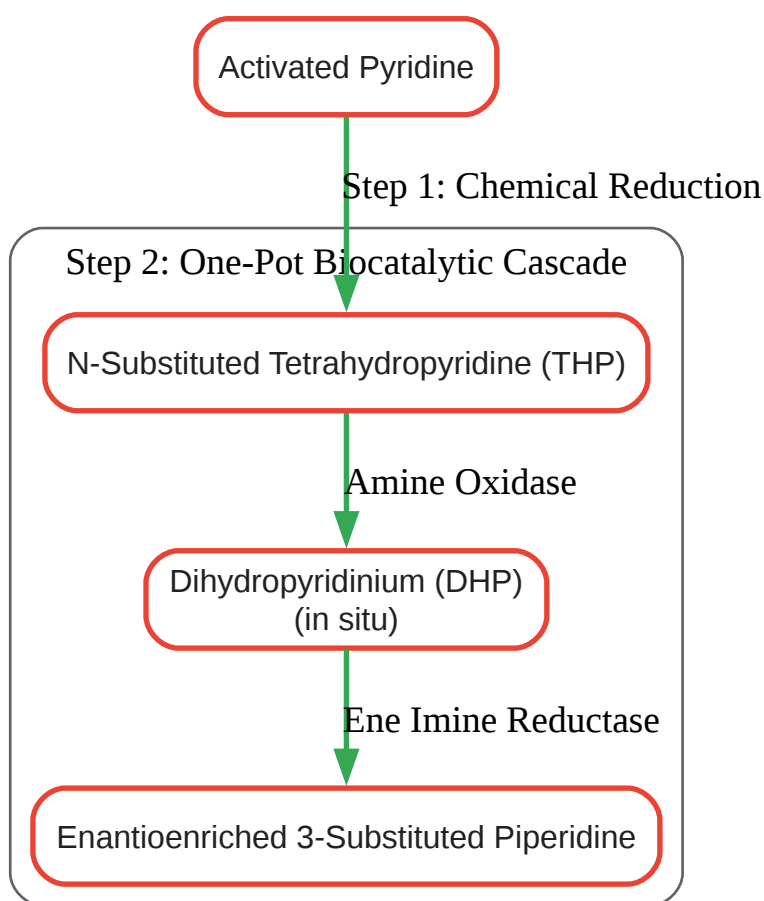 Activated Pyridine
Step 1: Chemical Reduction
Step 2: One-Pot Biocatalytic Cascade
N-Substituted Tetrahydropyridine (THP)
Amine Oxidase
Dihydropyridinium (DHP)
(in situ)
Ene Imine Reductase
Enantioenriched 3-Substituted Piperidine